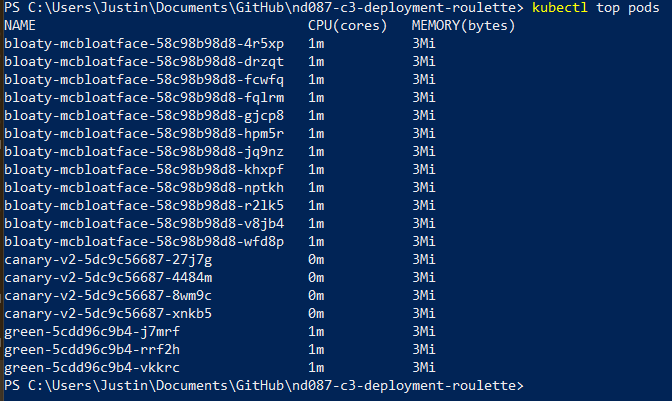 PS C:\Users\Justin\Documents\GitHub\nd087-c3-deployment-roulette> kubectl top pods
NAME CPU(cores) MEMORY(bytes)
bloaty-mcbloatface-58c98b98d8-4r5xp 1m 3Mi
bloaty-mcbloatface-58c98b98d8-drzqt 1m 3Mi
bloaty-mcbloatface-58c98b98d8-fcwfq 1m 3Mi
bloaty-mcbloatface-58c98b98d8-fqlrm 1m 3Mi
bloaty-mcbloatface-58c98b98d8-gjcp8 1m 3Mi
bloaty-mcbloatface-58c98b98d8-hpm5r 1m 3Mi
bloaty-mcbloatface-58c98b98d8-jq9nz 1m 3Mi
bloaty-mcbloatface-58c98b98d8-khxpf 1m 3Mi
bloaty-mcbloatface-58c98b98d8-nptkh 1m 3Mi
bloaty-mcbloatface-58c98b98d8-r2lk5 1m 3Mi
bloaty-mcbloatface-58c98b98d8-v8jb4 1m 3Mi
bloaty-mcbloatface-58c98b98d8-wfd8p 1m 3Mi
canary-v2-5dc9c56687-27j7g 0m 3Mi
canary-v2-5dc9c56687-4484m 0m 3Mi
canary-v2-5dc9c56687-8wm9c 0m 3Mi
canary-v2-5dc9c56687-xnkb5 0m 3Mi
green-5cdd96c9b4-j7mrf 1m 3Mi
green-5cdd96c9b4-rrf2h 1m 3Mi
green-5cdd96c9b4-vkkrc 1m 3Mi
PS C:\Users\Justin\Documents\GitHub\nd087-c3-deployment-roulette>